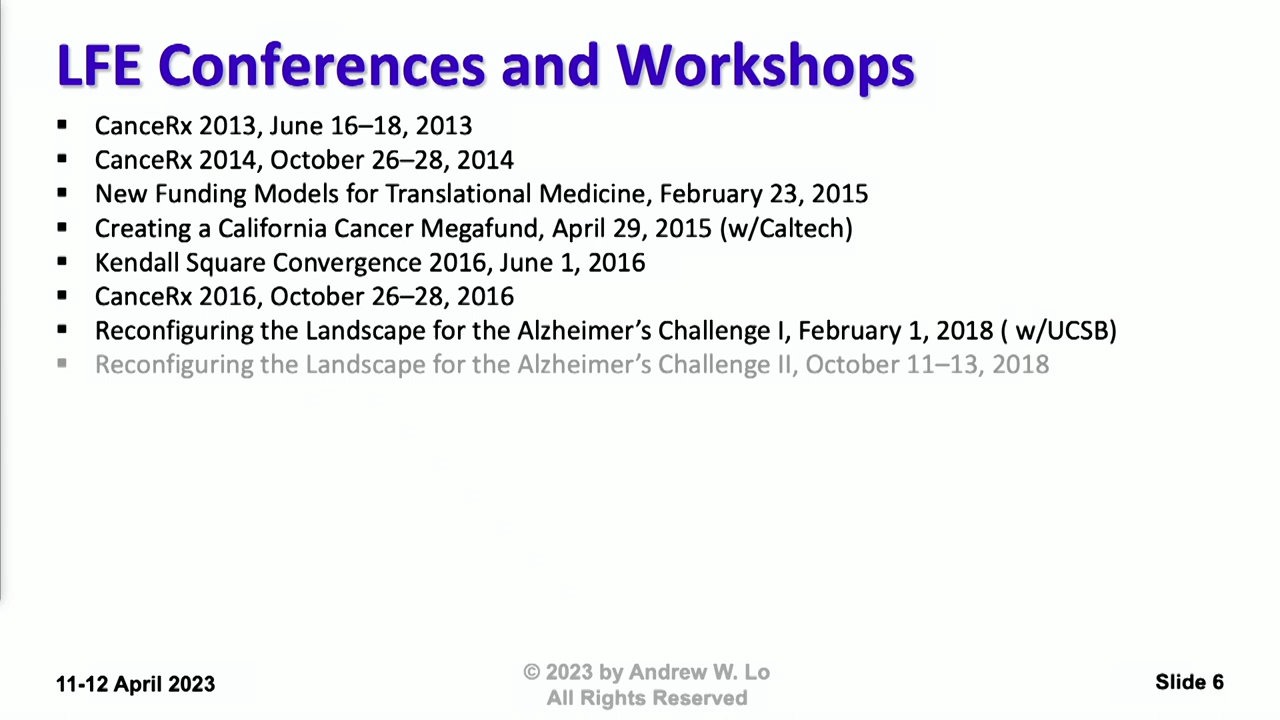 LFE Conferences and Workshops
▪ CanceRx 2013, June 16–18, 2013
▪ CanceRx 2014, October 26–28, 2014
▪ New Funding Models for Translational Medicine, February 23, 2015
▪ Creating a California Cancer Megafund, April 29, 2015 (w/Caltech)
▪ Kendall Square Convergence 2016, June 1, 2016
▪ CanceRx 2016, October 26–28, 2016
▪ Reconfiguring the Landscape for the Alzheimer’s Challenge I, February 1, 2018 ( w/UCSB)
▪ Reconfiguring the Landscape for the Alzheimer’s Challenge II, October 11–13, 2018
11-12 April 2023
© 2023 by Andrew W. Lo
All Rights Reserved
Slide 6